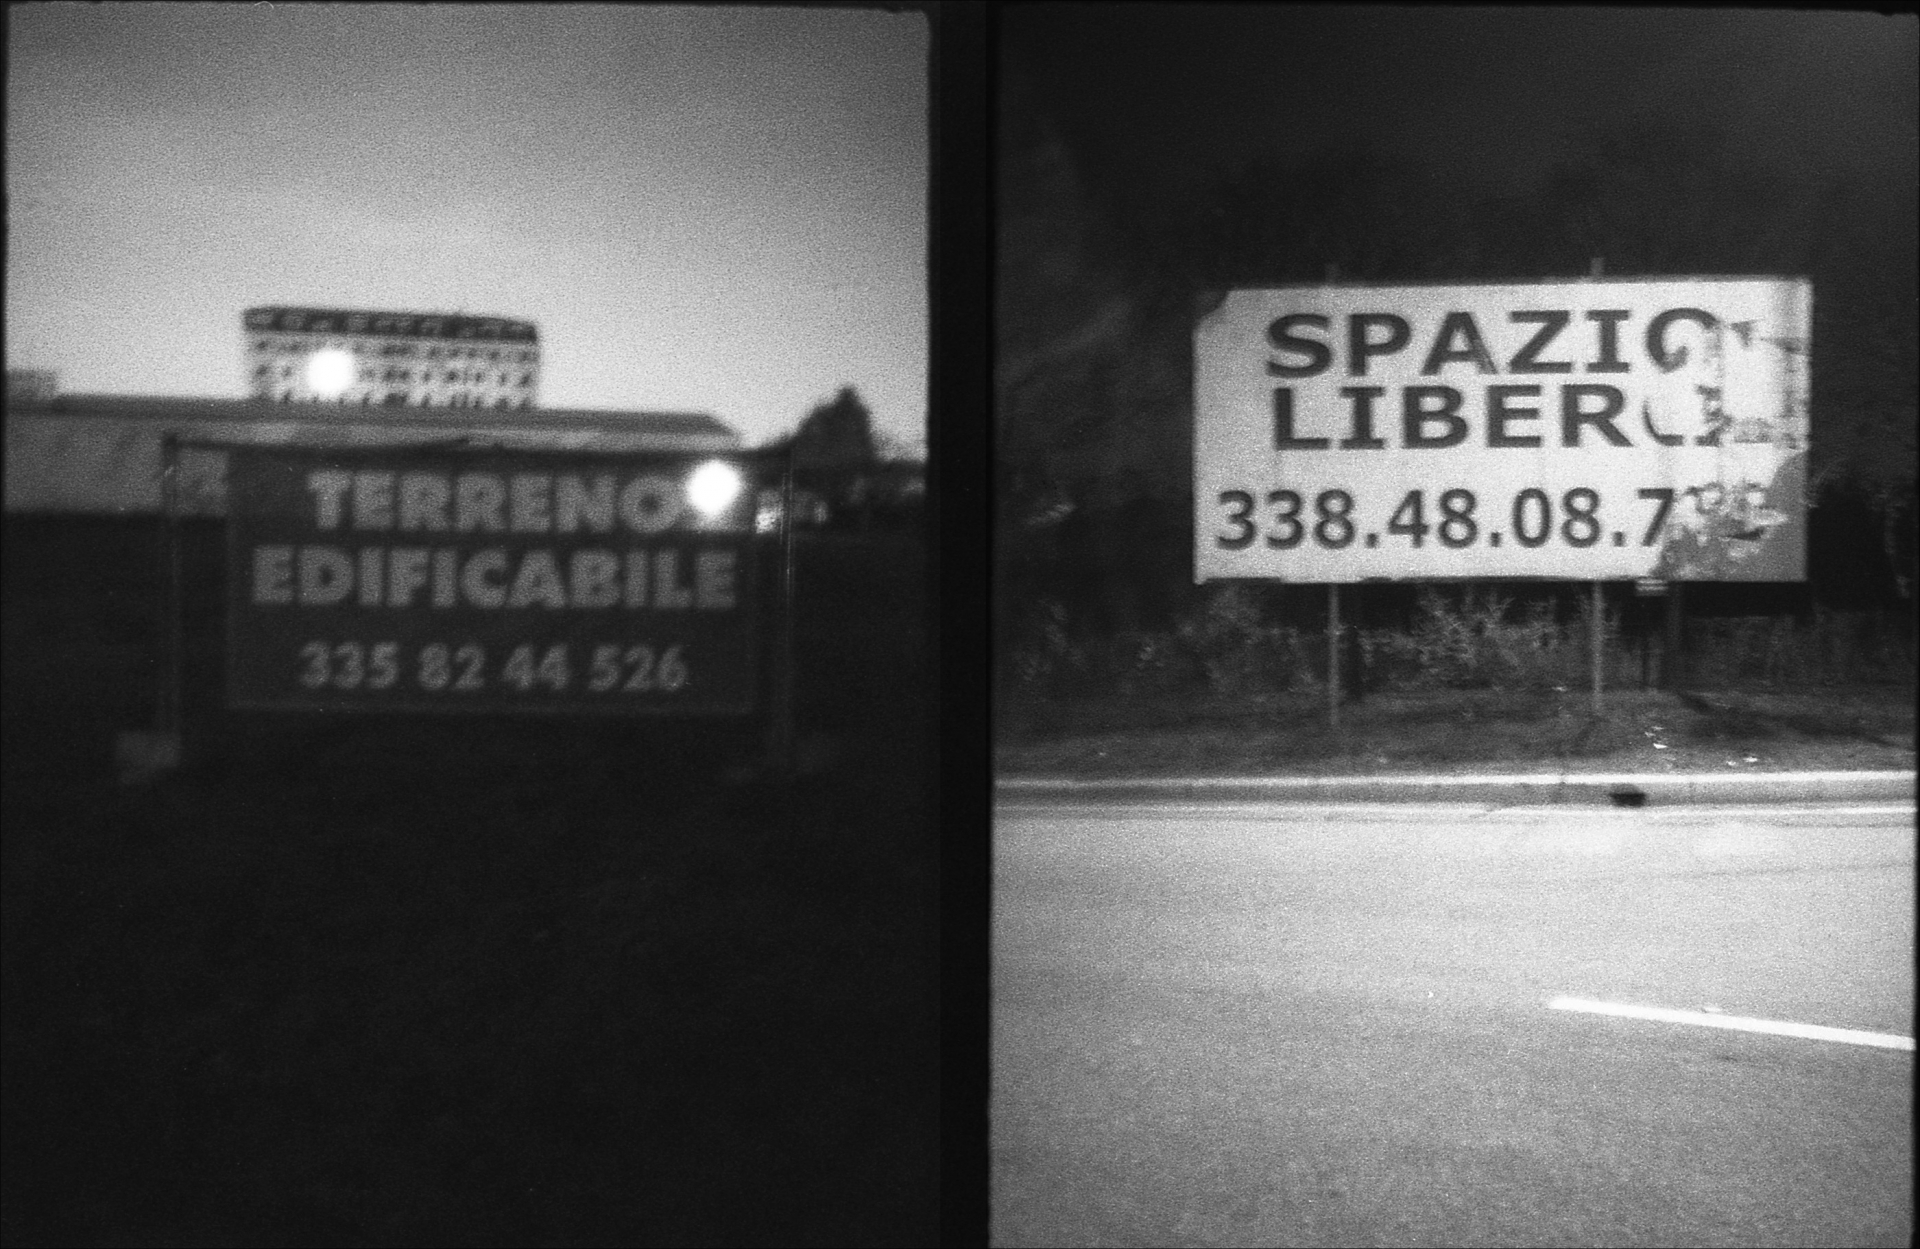 TERRENO
EDIFICABILE
335 82 44 526
SPAZIO
LIBERO
338.48.08.7